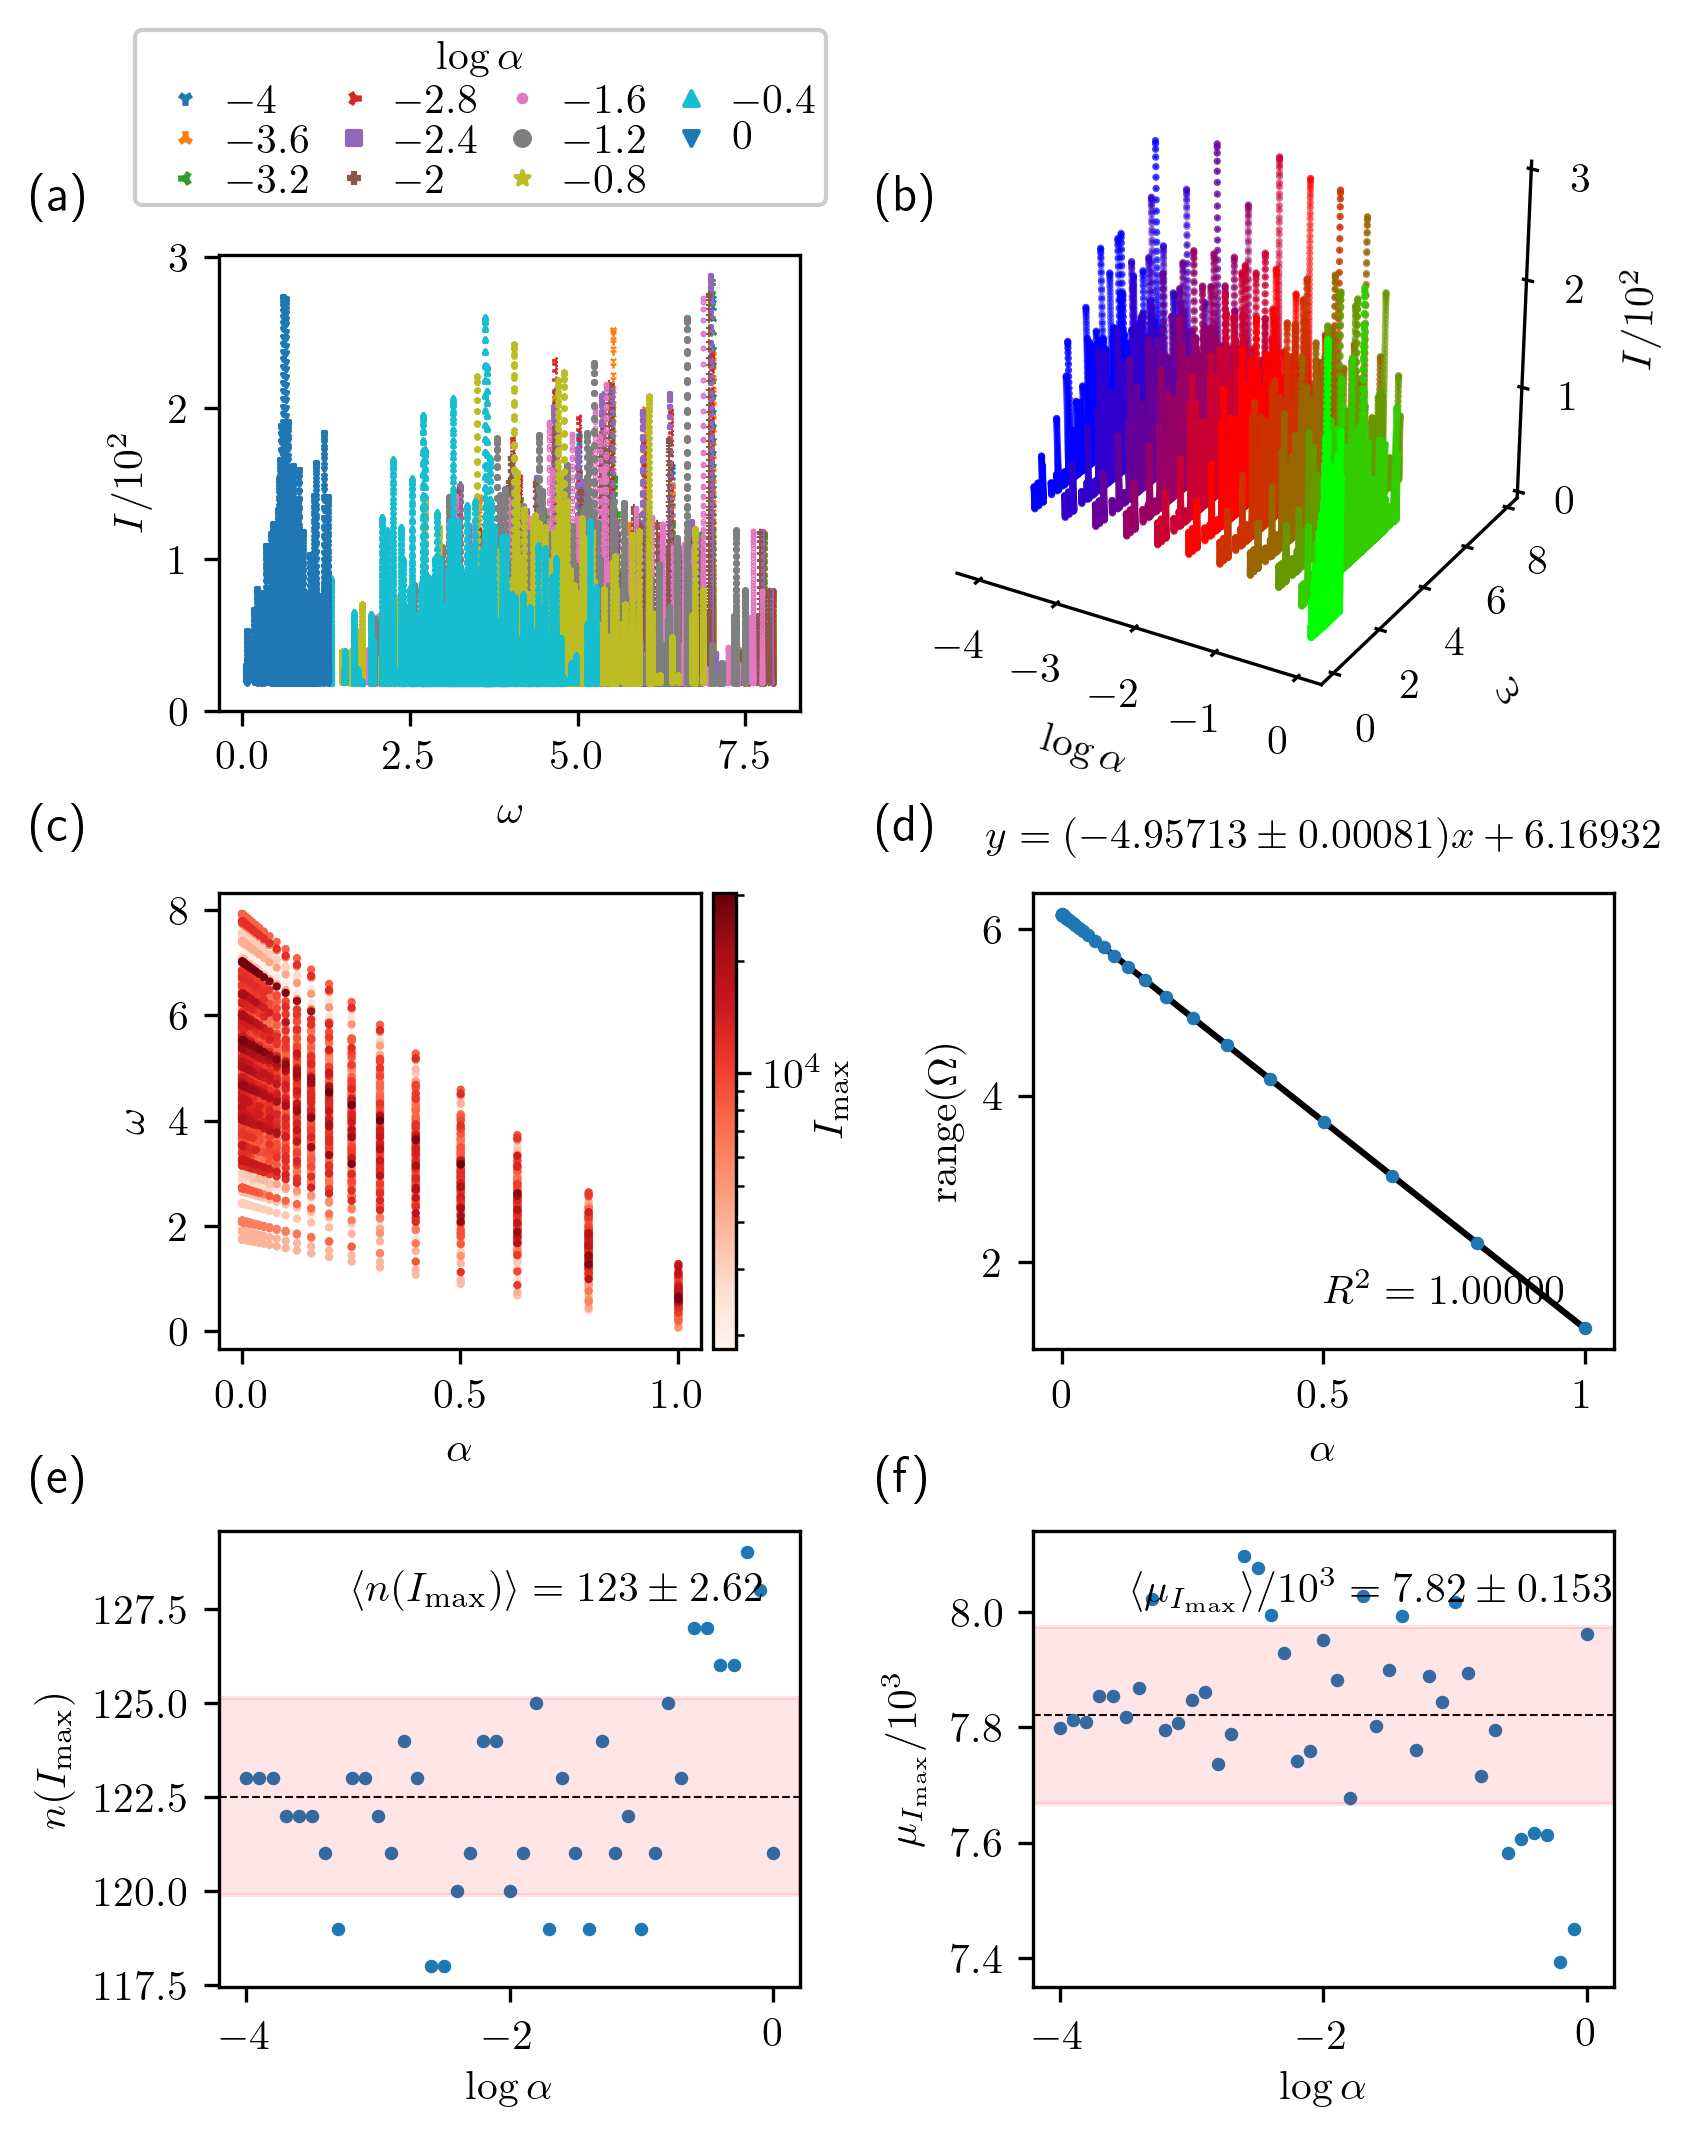 log α
−4 −2.8 −1.6 −0.4
−3.6 −2.4 −1.2 0
−3.2 −2 −0.8
(a)
3
2
1
0
I/10²
0.0 2.5 5.0 7.5
ω
(b)
3
2
1
0
I/10²
8
6
4
2
0
ω
−4
−3
−2
−1
0
log α
(c)
8
6
4
2
0
ω
0.0 0.5 1.0
α
10⁴
I_max
(d)
y = (−4.95713 ± 0.00081)x + 6.16932
6
4
2
range(Ω)
R² = 1.00000
0 0.5 1
α
(e)
⟨n(I_max)⟩ = 123 ± 2.62
127.5
125.0
122.5
120.0
117.5
n(I_max)
−4 −2 0
log α
(f)
⟨μ_{I_max}⟩/10³ = 7.82 ± 0.153
8.0
7.8
7.6
7.4
μ_{I_max}/10³
−4 −2 0
log α